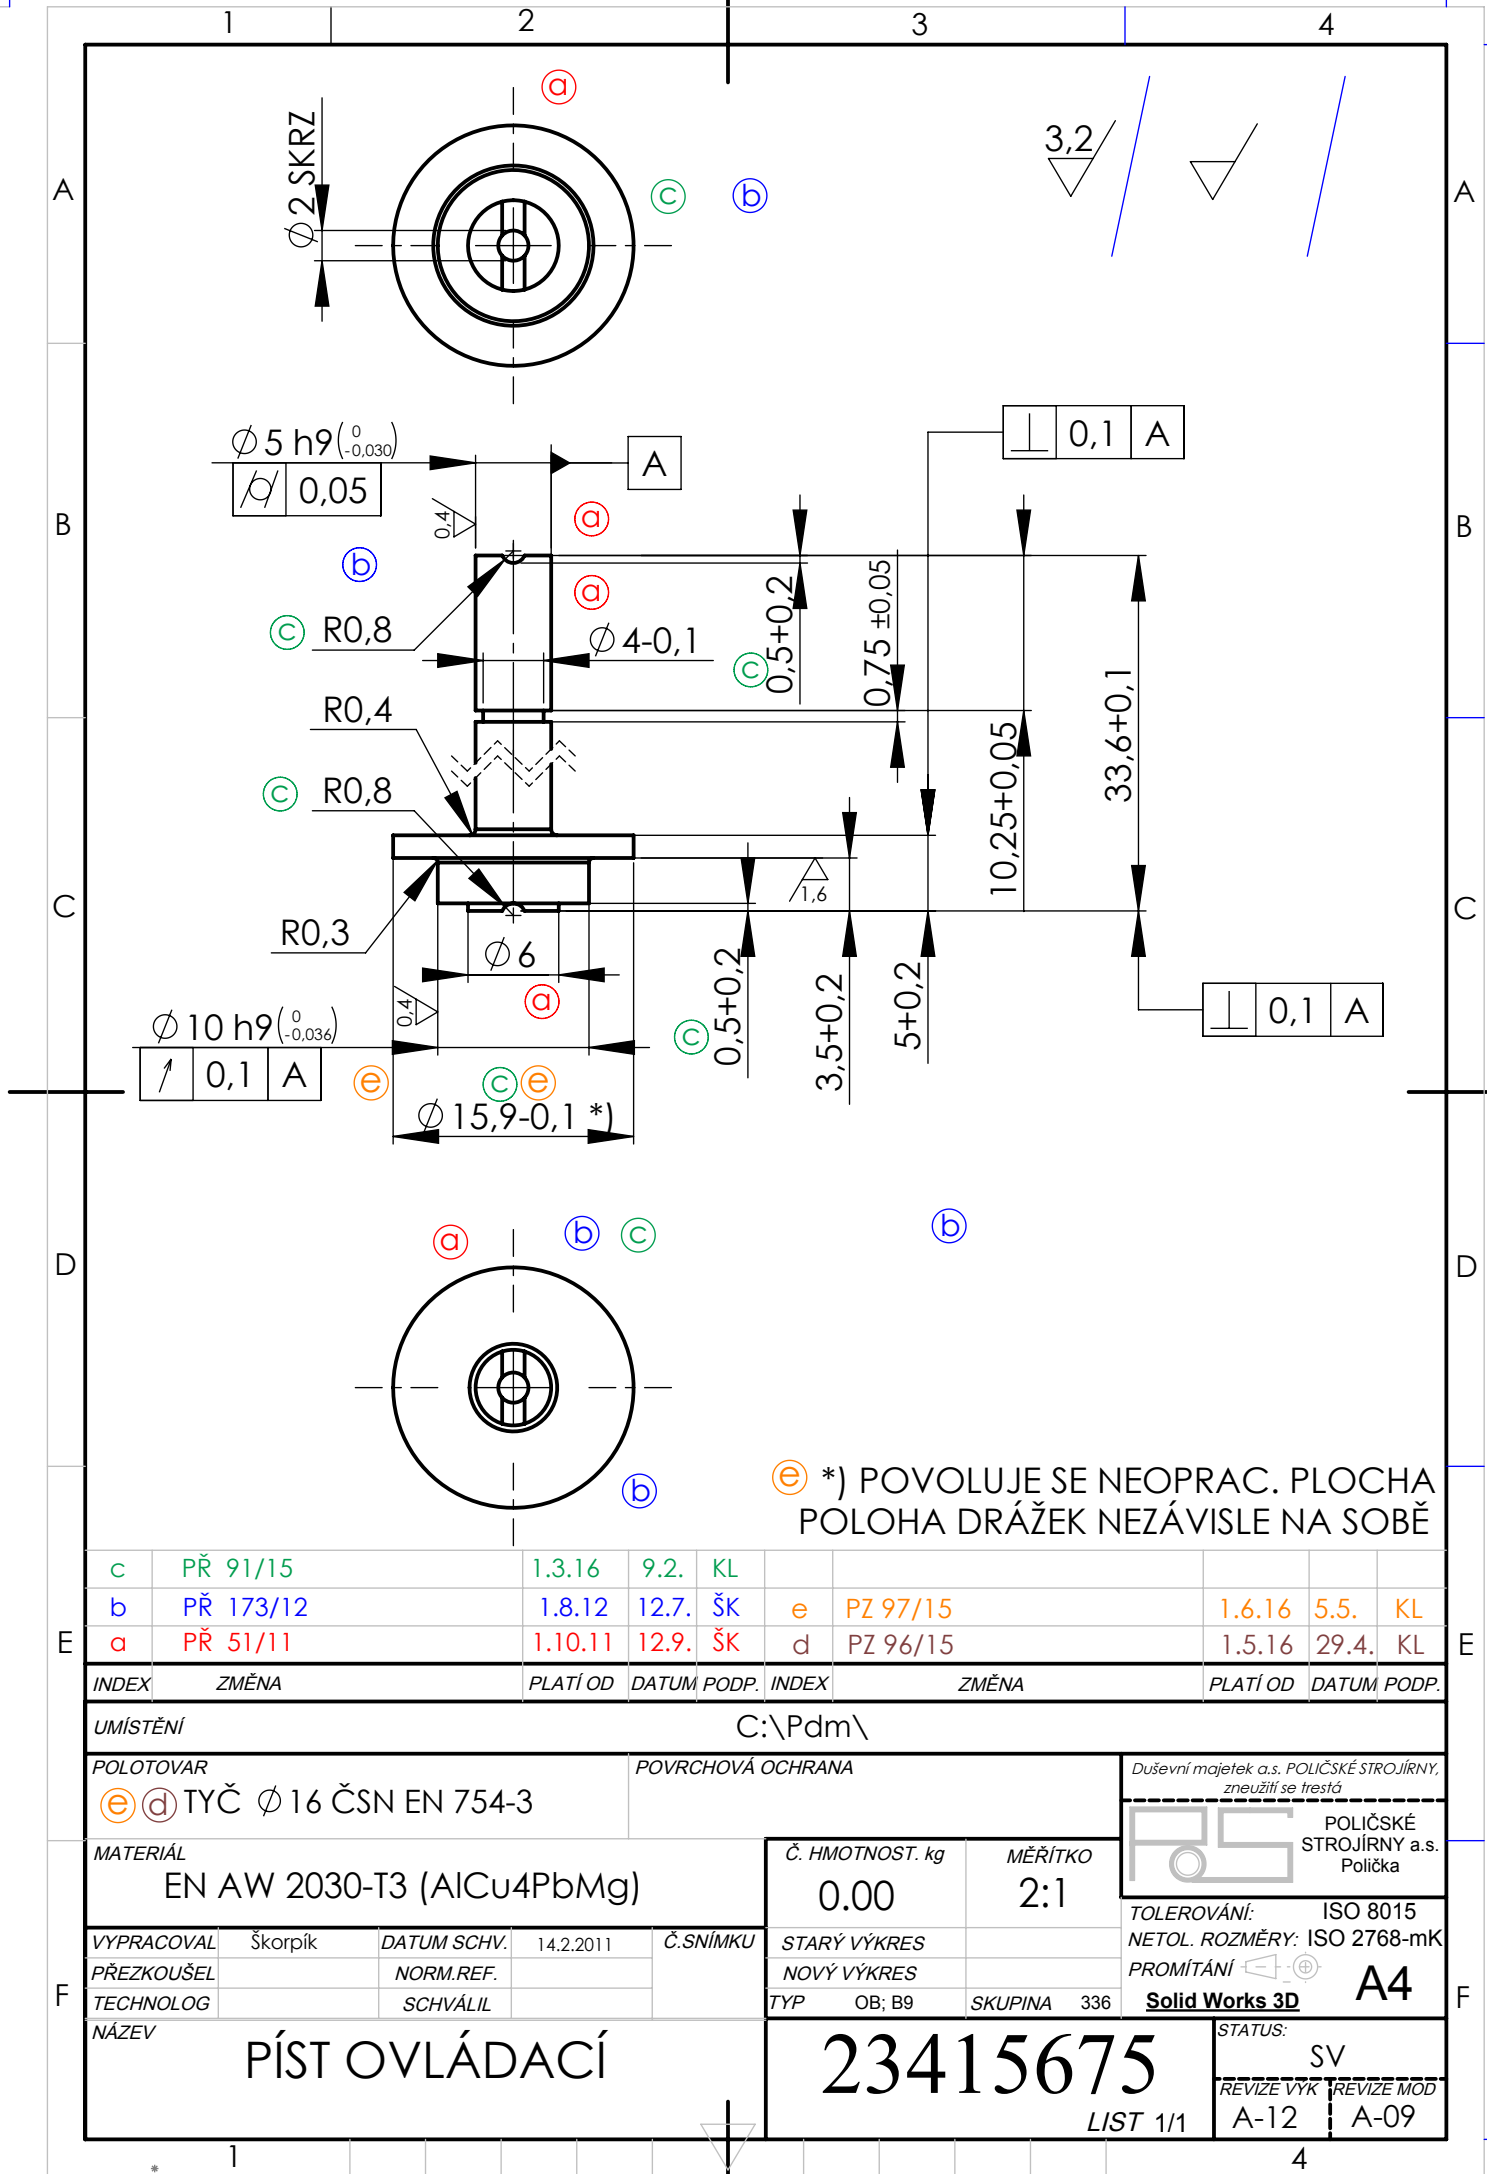 1 2 3 4
A A
B B
C C
D D
E E
F F
a
∅ 2 SKRZ
c b
3,2
∅ 5 h9( 0 -0,030)
0,05
A
0,4
a
b
a
c R0,8
∅ 4-0,1
R0,4
c R0,8
R0,3
∅ 6
a
0,4
∅ 10 h9( 0 -0,036)
0,1 A
e c e
∅ 15,9-0,1 *)
0,1 A
c 0,5+0,2
0,75 ±0,05
10,25+0,05
33,6+0,1
1,6
c 0,5+0,2
3,5+0,2
5+0,2
0,1 A
a b c
b
b
e *) POVOLUJE SE NEOPRAC. PLOCHA
POLOHA DRÁŽEK NEZÁVISLE NA SOBĚ
c PŘ 91/15 1.3.16 9.2. KL
b PŘ 173/12 1.8.12 12.7. ŠK e PZ 97/15 1.6.16 5.5. KL
a PŘ 51/11 1.10.11 12.9. ŠK d PZ 96/15 1.5.16 29.4. KL
INDEX ZMĚNA PLATÍ OD DATUM PODP. INDEX ZMĚNA PLATÍ OD DATUM PODP.
UMÍSTĚNÍ C:\Pdm\
POLOTOVAR
e d TYČ ∅ 16 ČSN EN 754-3
POVRCHOVÁ OCHRANA
Duševní majetek a.s. POLIČSKÉ STROJÍRNY,
zneužití se trestá
POLIČSKÉ
STROJÍRNY a.s.
Polička
MATERIÁL
EN AW 2030-T3 (AlCu4PbMg)
Č. HMOTNOST. kg
0.00
MĚŘÍTKO
2:1
TOLEROVÁNÍ: ISO 8015
NETOL. ROZMĚRY: ISO 2768-mK
PROMÍTÁNÍ
A4
Solid Works 3D
VYPRACOVAL Škorpík DATUM SCHV. 14.2.2011 Č.SNÍMKU
PŘEZKOUŠEL NORM.REF.
TECHNOLOG SCHVÁLIL
STARÝ VÝKRES
NOVÝ VÝKRES
TYP OB; B9 SKUPINA 336
NÁZEV
PÍST OVLÁDACÍ
23415675
LIST 1/1
STATUS:
SV
REVIZE VÝK REVIZE MOD
A-12 A-09
1 4